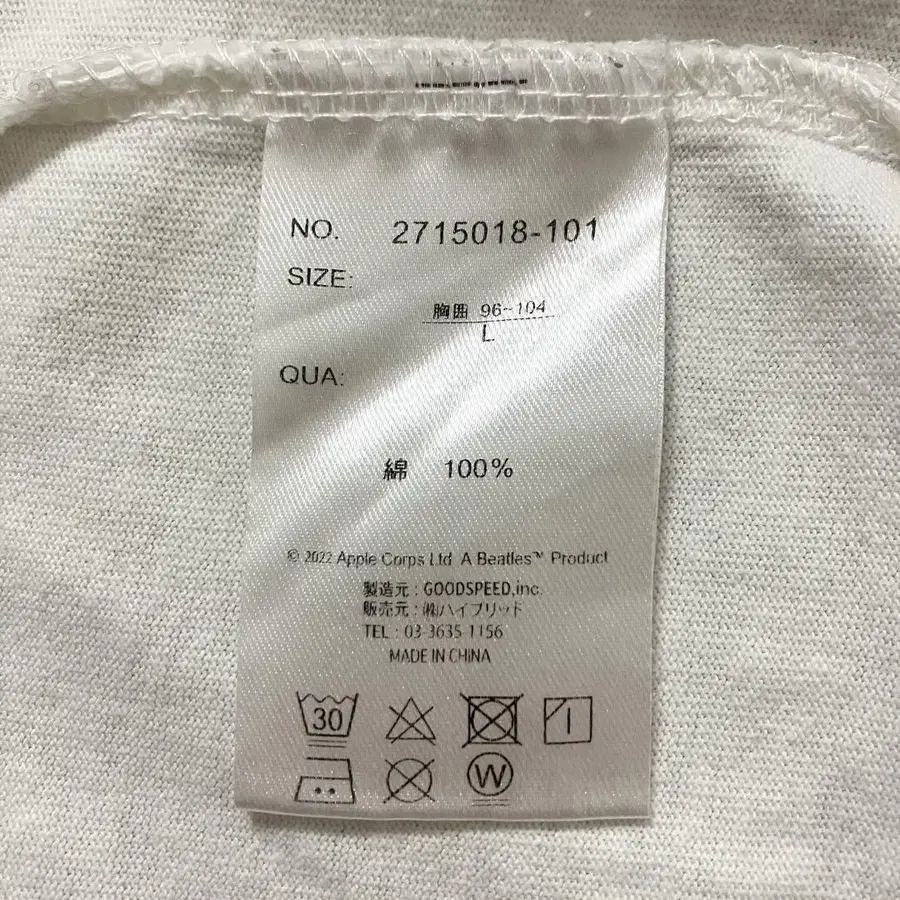 NO. 2715018-101
SIZE:
胸囲 96~104
L
QUA:
綿 100%
© 2022 Apple Corps Ltd A Beatles™ Product
製造元 : GOODSPEED,inc.
販売元 : ㈱ハイブリッド
TEL : 03-3635-1156
MADE IN CHINA
30
W